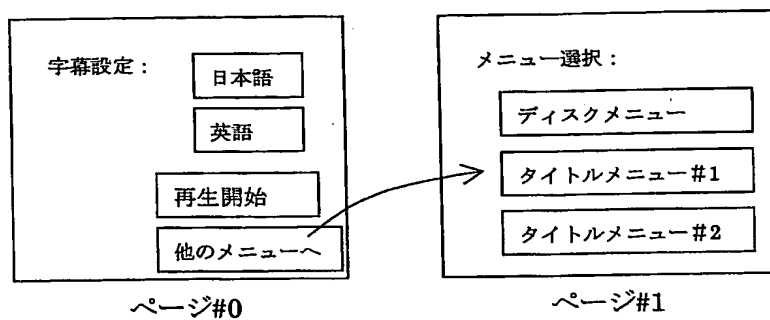 字幕設定：
日本語
英語
再生開始
他のメニューへ
ページ#0
メニュー選択：
ディスクメニュー
タイトルメニュー#1
タイトルメニュー#2
ページ#1